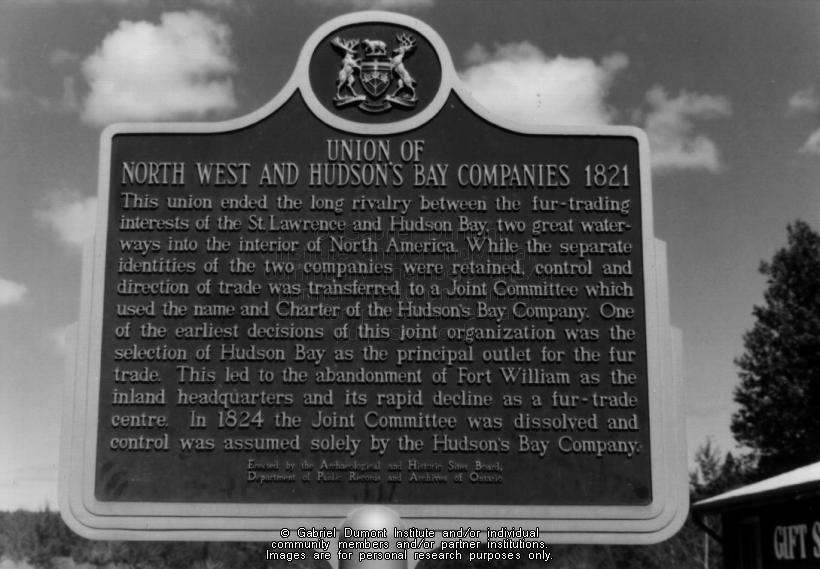 UNION OF
NORTH WEST AND HUDSON'S BAY COMPANIES 1821
This union ended the long rivalry between the fur-trading
interests of the St. Lawrence and Hudson Bay, two great water-
ways into the interior of North America. While the separate
identities of the two companies were retained, control and
direction of trade was transferred to a Joint Committee which
used the name and Charter of the Hudson's Bay Company. One
of the earliest decisions of this joint organization was the
selection of Hudson Bay as the principal outlet for the fur
trade. This led to the abandonment of Fort William as the
inland headquarters and its rapid decline as a fur-trade
centre. In 1824 the Joint Committee was dissolved and
control was assumed solely by the Hudson's Bay Company.
Erected by the Archaeological and Historic Sites Board,
Department of Public Records and Archives of Ontario
GIFT S
© Gabriel Dumont Institute and/or individual
community members and/or partner institutions.
Images are for personal research purposes only.